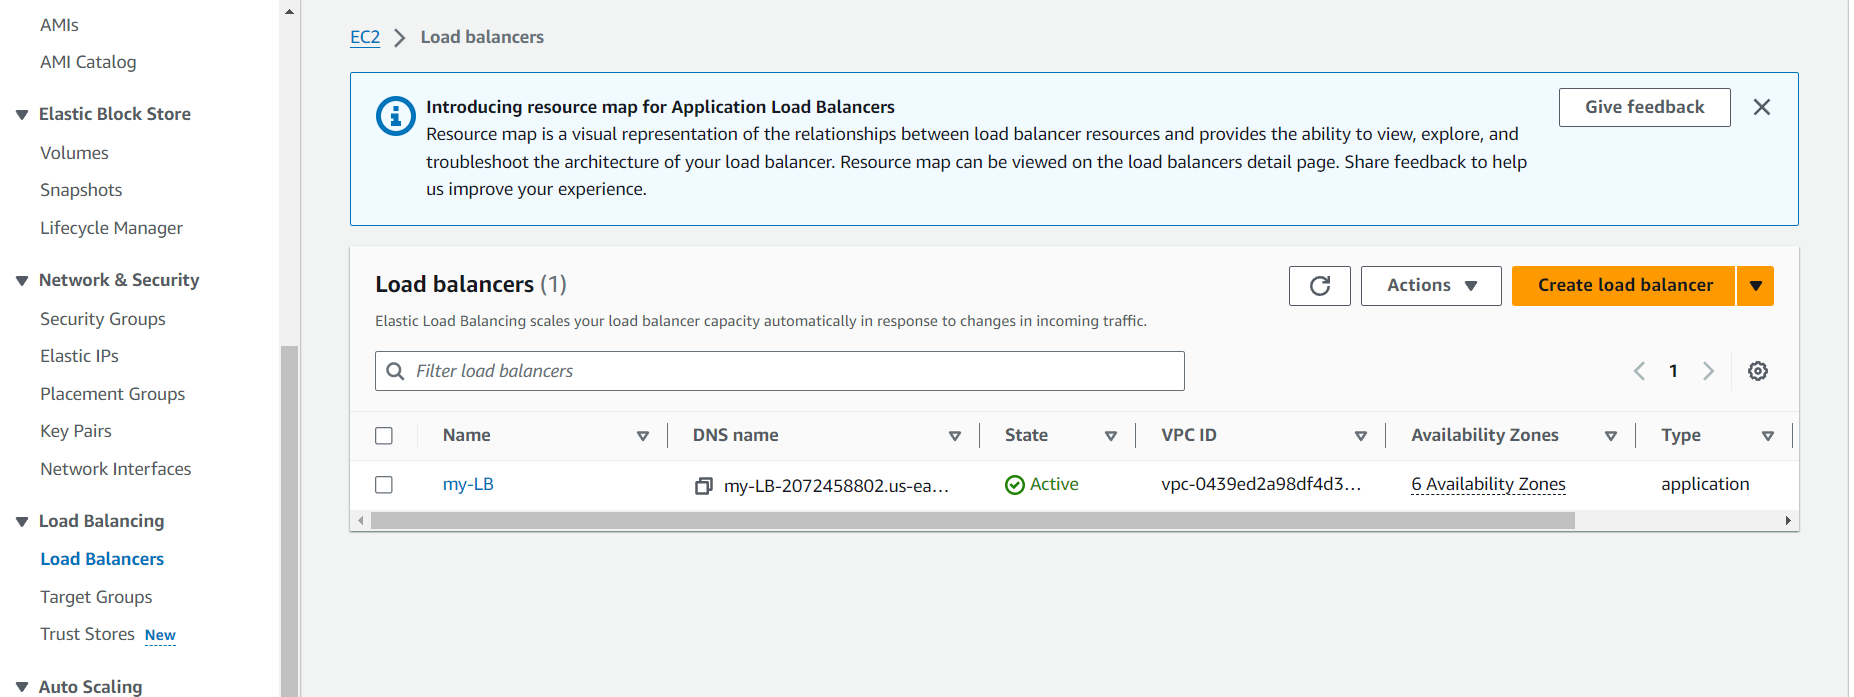 AMIs
AMI Catalog
Elastic Block Store
Volumes
Snapshots
Lifecycle Manager
Network & Security
Security Groups
Elastic IPs
Placement Groups
Key Pairs
Network Interfaces
Load Balancing
Load Balancers
Target Groups
Trust Stores New
Auto Scaling
EC2 > Load balancers
Introducing resource map for Application Load Balancers
Resource map is a visual representation of the relationships between load balancer resources and provides the ability to view, explore, and
troubleshoot the architecture of your load balancer. Resource map can be viewed on the load balancers detail page. Share feedback to help
us improve your experience.
Give feedback
Load balancers (1)
Actions
Create load balancer
Elastic Load Balancing scales your load balancer capacity automatically in response to changes in incoming traffic.
Filter load balancers
1
Name DNS name State VPC ID Availability Zones Type
my-LB my-LB-2072458802.us-ea... Active vpc-0439ed2a98df4d3... 6 Availability Zones application